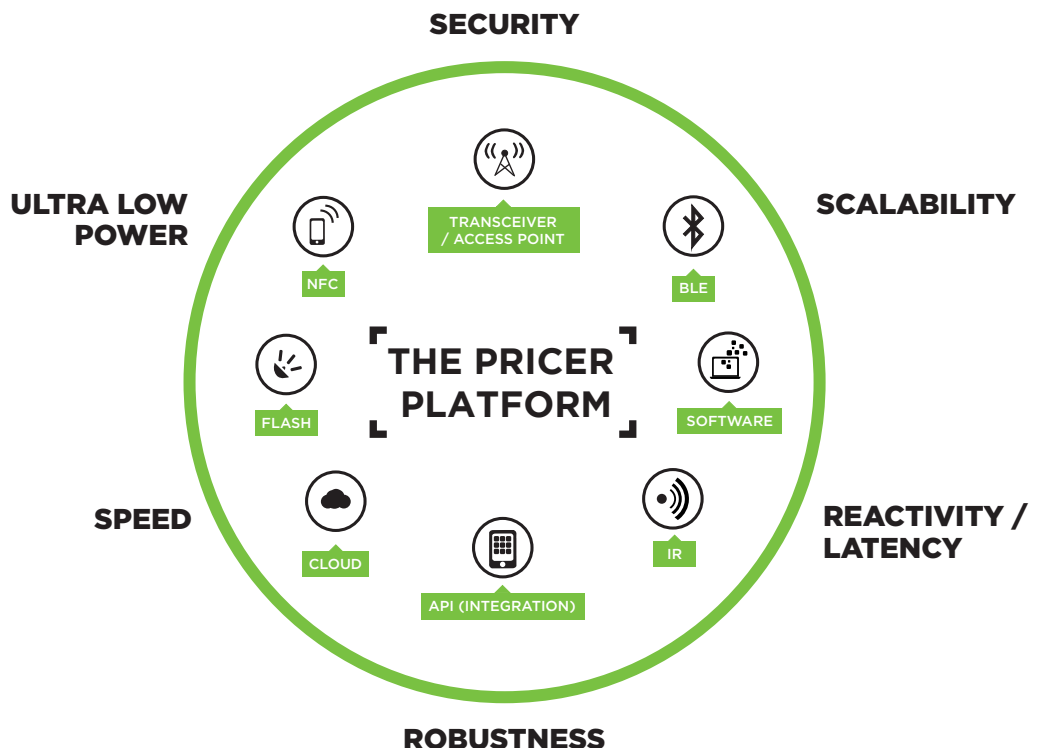 SECURITY
ULTRA LOW
POWER
SCALABILITY
TRANSCEIVER
/ ACCESS POINT
NFC
BLE
THE PRICER
PLATFORM
FLASH
SOFTWARE
SPEED
REACTIVITY /
LATENCY
CLOUD
IR
API (INTEGRATION)
ROBUSTNESS